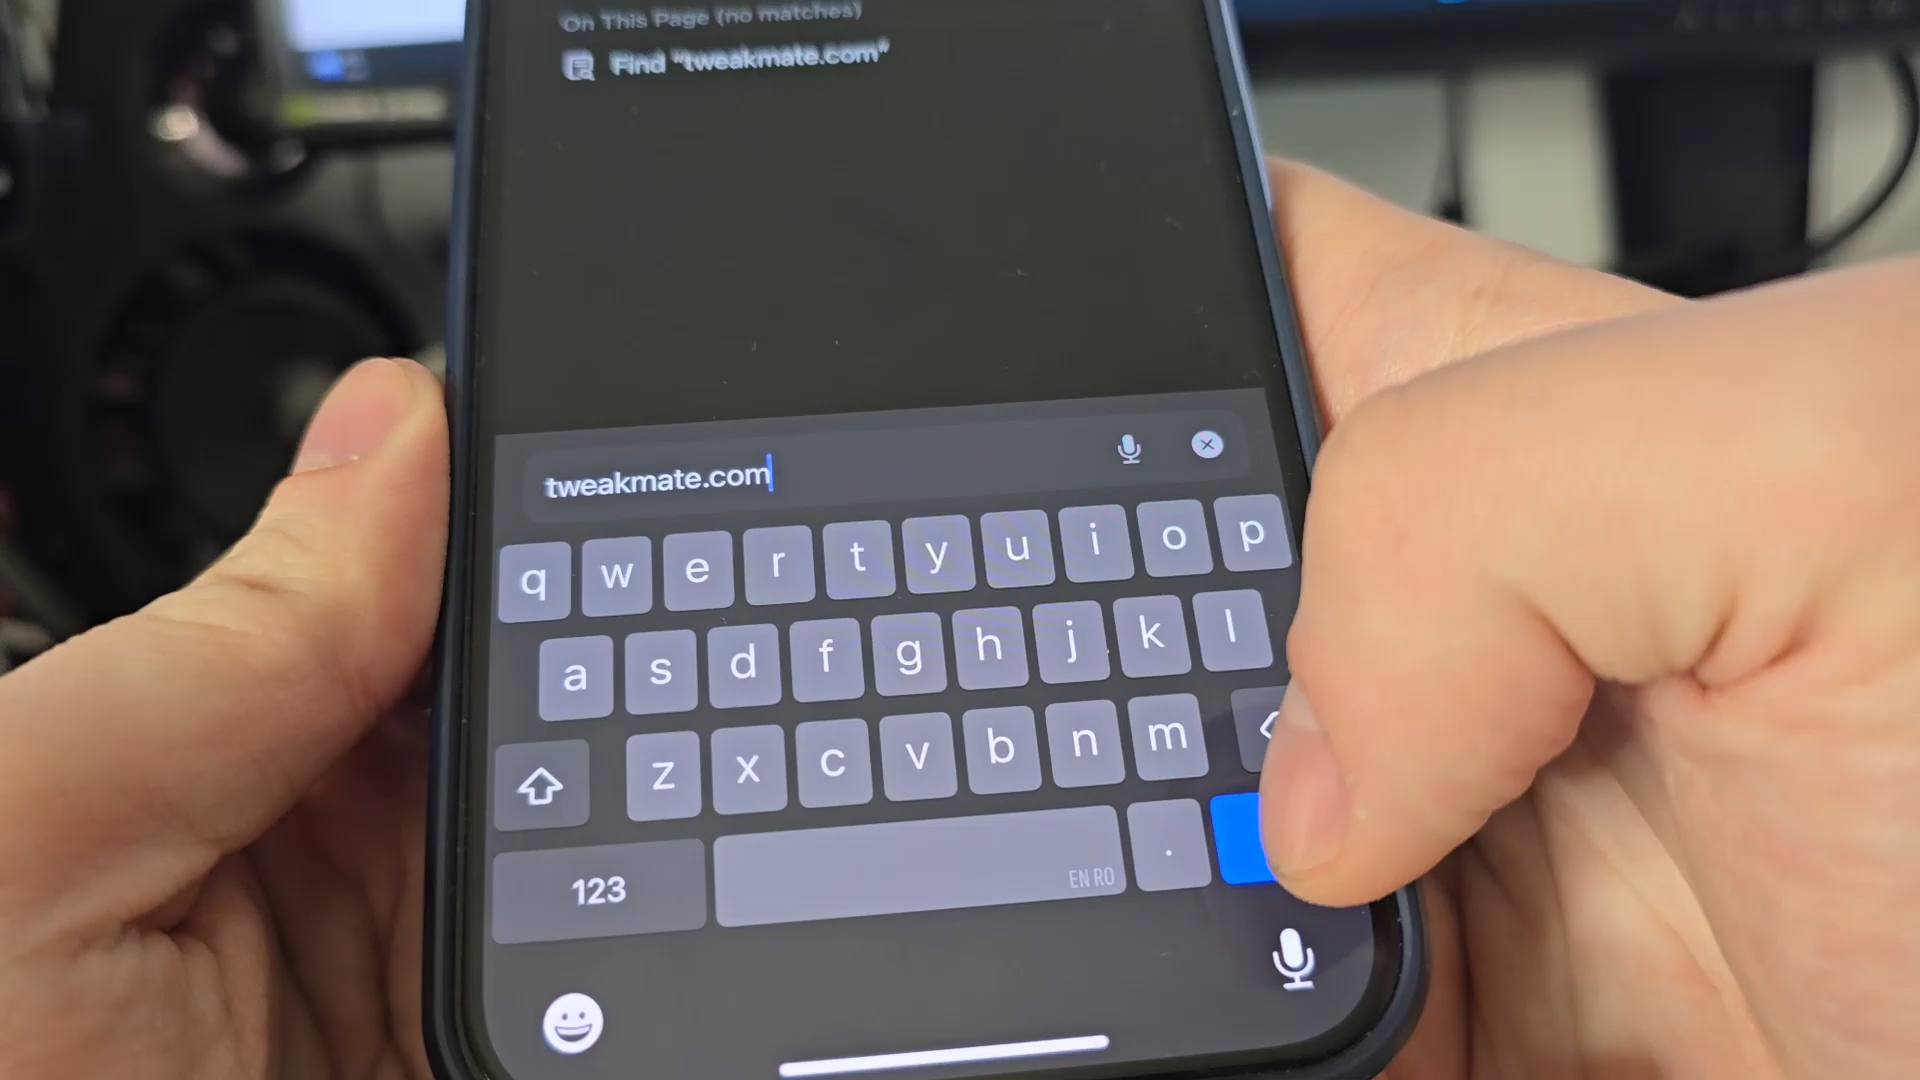 On This Page (no matches)
Find "tweakmate.com"
tweakmate.com
q w e r t y u i o p
a s d f g h j k l
z x c v b n m
123 EN RO .